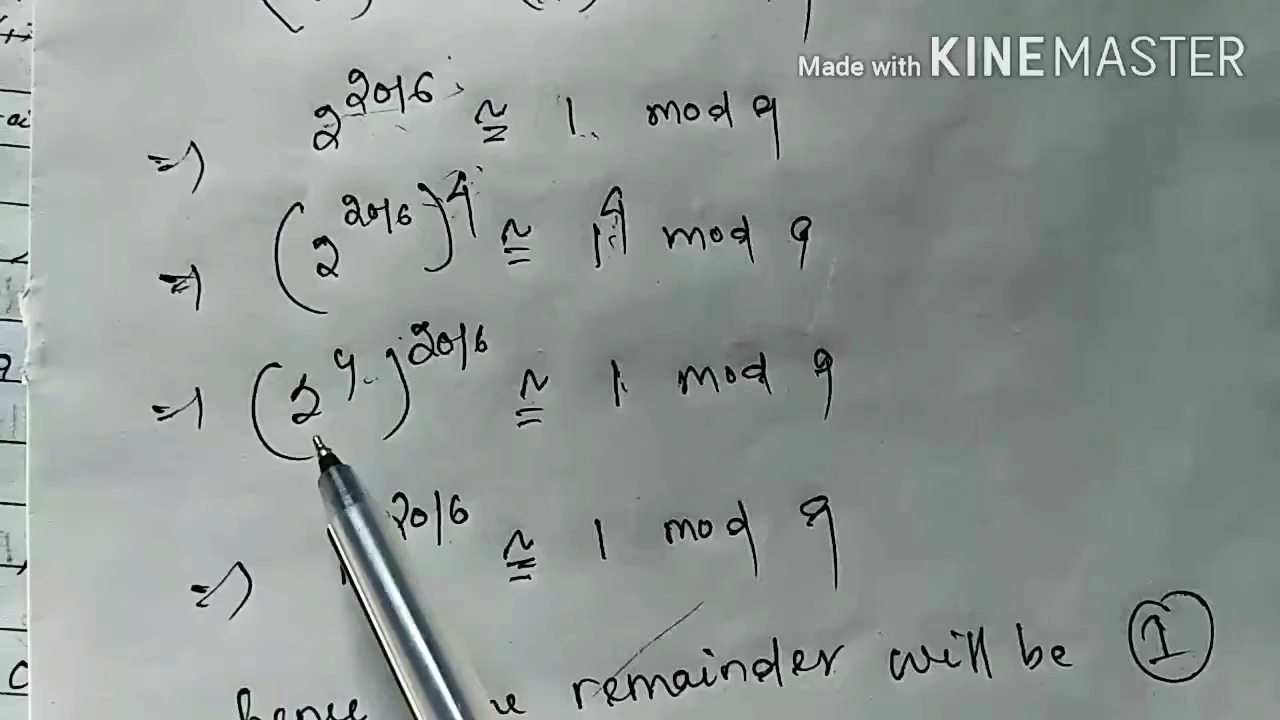 Made with KINEMASTER
=> 2^2016 ≅ 1 mod 9
=> (2^2016)^4 ≅ 1^4 mod 9
=> (2^4)^2016 ≅ 1 mod 9
=> 2016 ≅ 1 mod 9
hence remainder will be 1